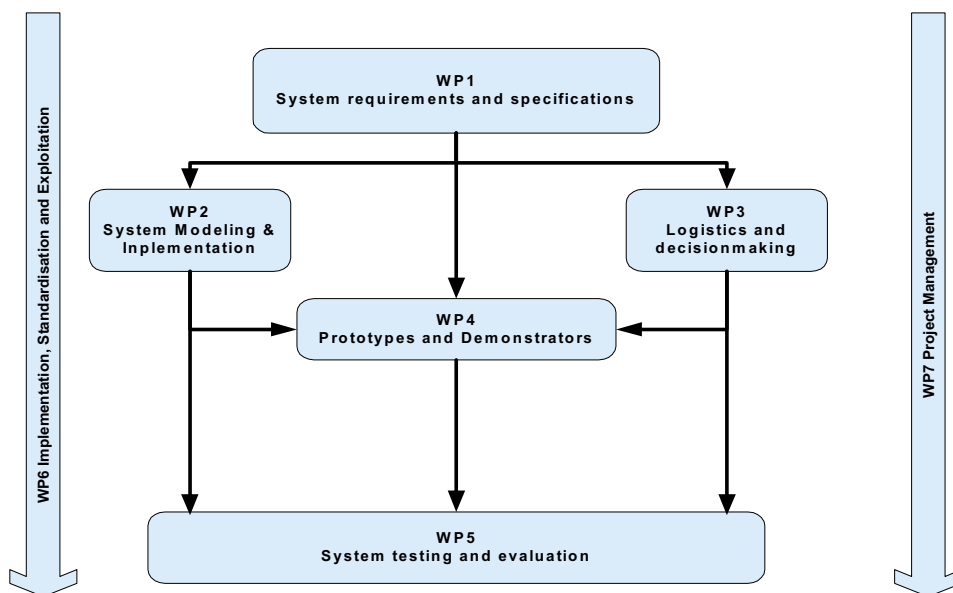 WP1
System requirements and specifications
WP2
System Modeling &
Inplementation
WP3
Logistics and
decisionmaking
WP4
Prototypes and Demonstrators
WP5
System testing and evaluation
WP6 Implementation, Standardisation and Exploitation
WP7 Project Management